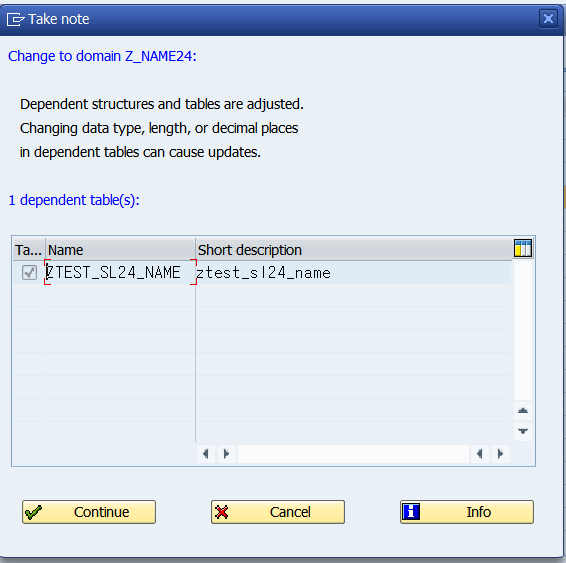 Take note
Change to domain Z_NAME24:
Dependent structures and tables are adjusted.
Changing data type, length, or decimal places
in dependent tables can cause updates.
1 dependent table(s):
Ta... Name Short description
ZTEST_SL24_NAME ztest_sl24_name
Continue Cancel Info